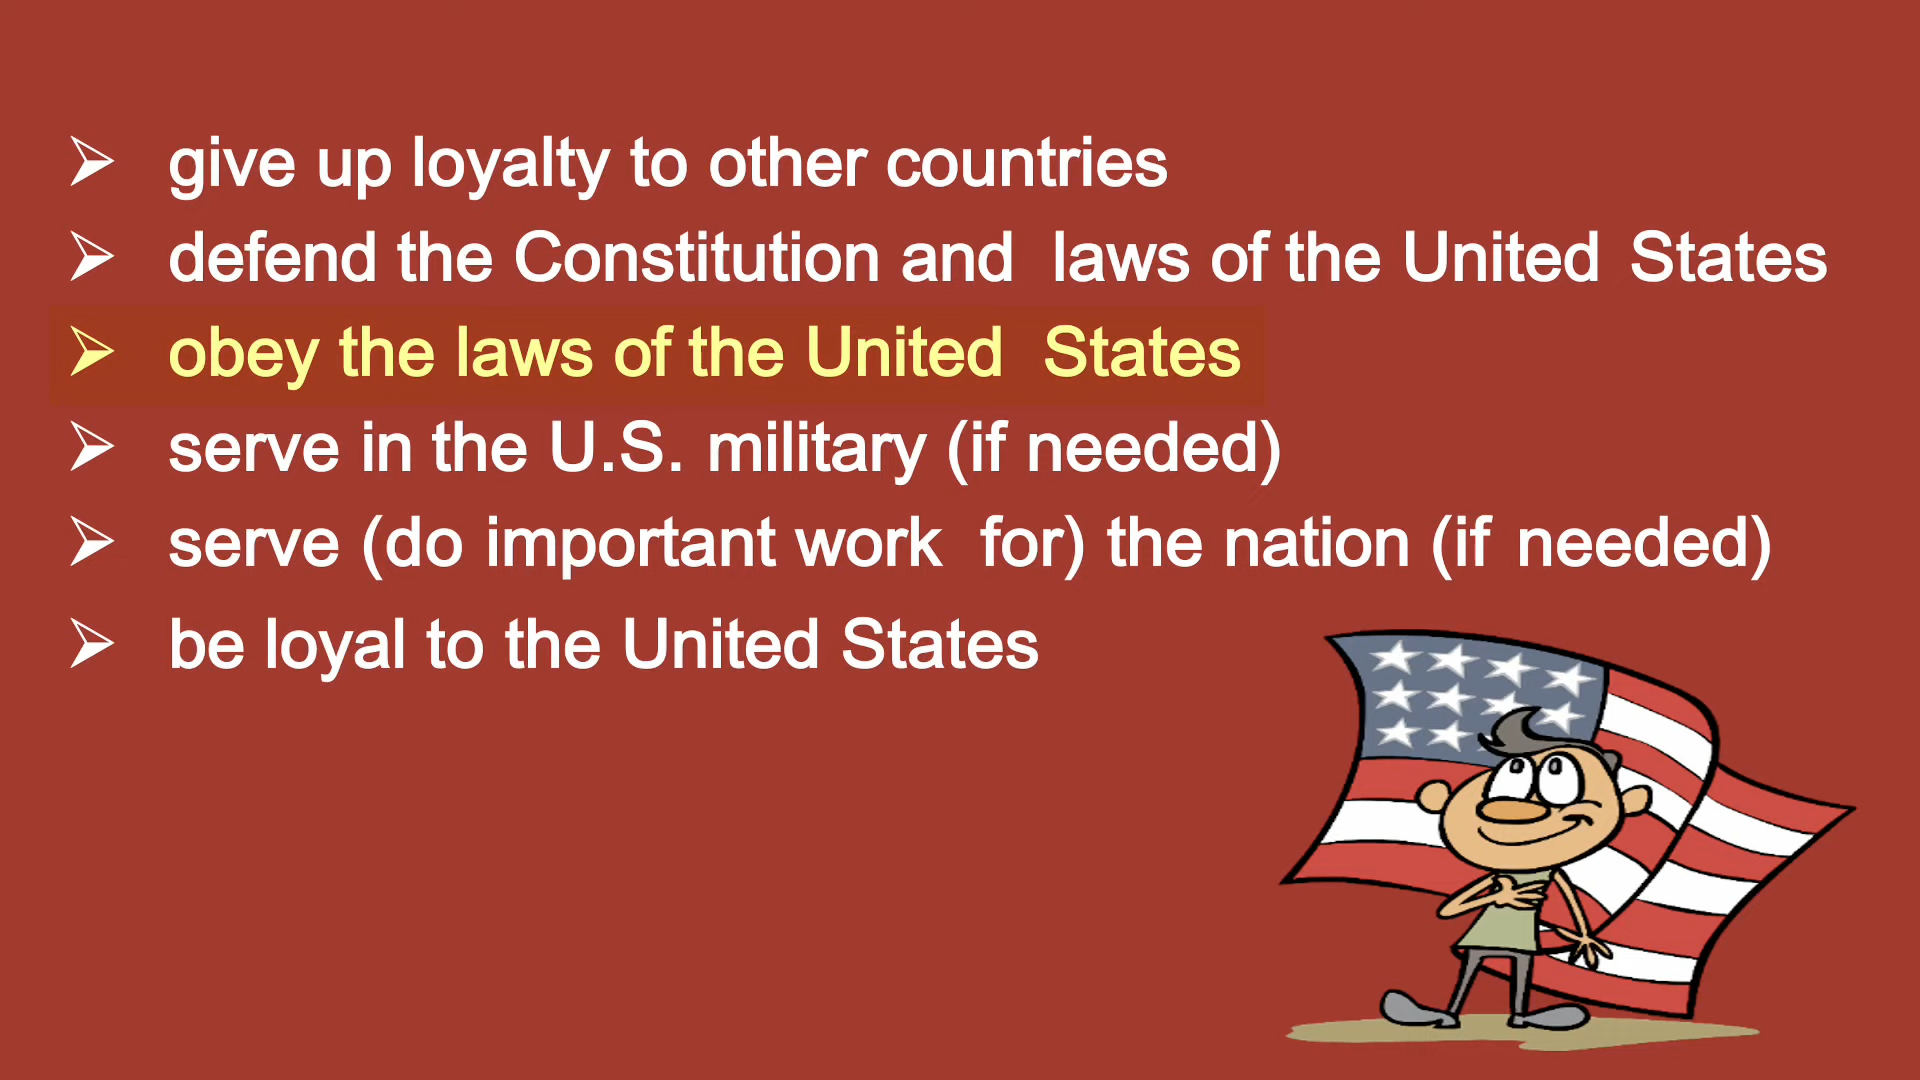 give up loyalty to other countries
defend the Constitution and laws of the United States
obey the laws of the United States
serve in the U.S. military (if needed)
serve (do important work for) the nation (if needed)
be loyal to the United States